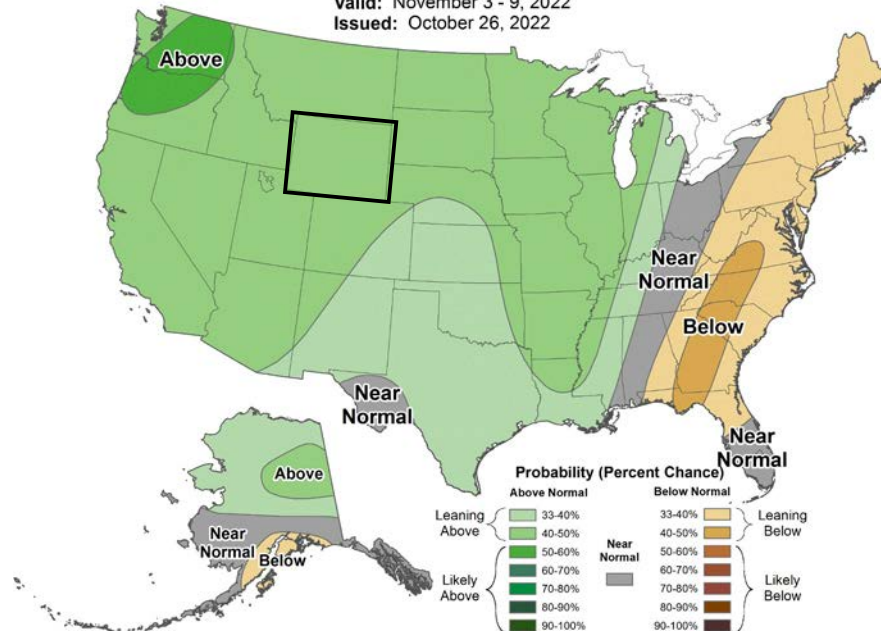 Valid: November 3 - 9, 2022
Issued: October 26, 2022
Above
Near
Normal
Below
Near
Normal
Near
Normal
Above
Near
Normal
Below
Probability (Percent Chance)
Above Normal
Below Normal
Leaning
Above
33-40%
40-50%
Likely
Above
50-60%
60-70%
70-80%
80-90%
90-100%
Near
Normal
33-40%
40-50%
Leaning
Below
50-60%
60-70%
70-80%
80-90%
90-100%
Likely
Below